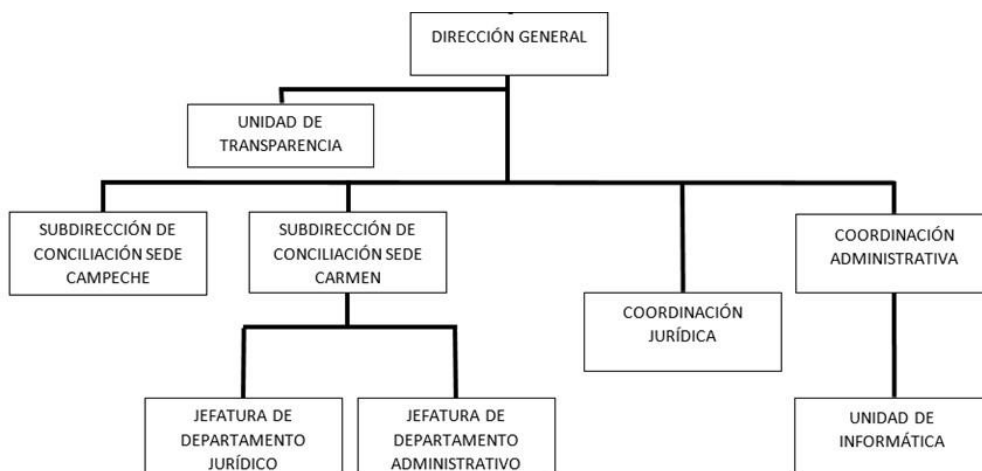 DIRECCIÓN GENERAL
UNIDAD DE
TRANSPARENCIA
SUBDIRECCIÓN DE
CONCILIACIÓN SEDE
CAMPECHE
SUBDIRECCIÓN DE
CONCILIACIÓN SEDE
CARMEN
COORDINACIÓN
JURÍDICA
COORDINACIÓN
ADMINISTRATIVA
JEFATURA DE
DEPARTAMENTO
JURÍDICO
JEFATURA DE
DEPARTAMENTO
ADMINISTRATIVO
UNIDAD DE
INFORMÁTICA